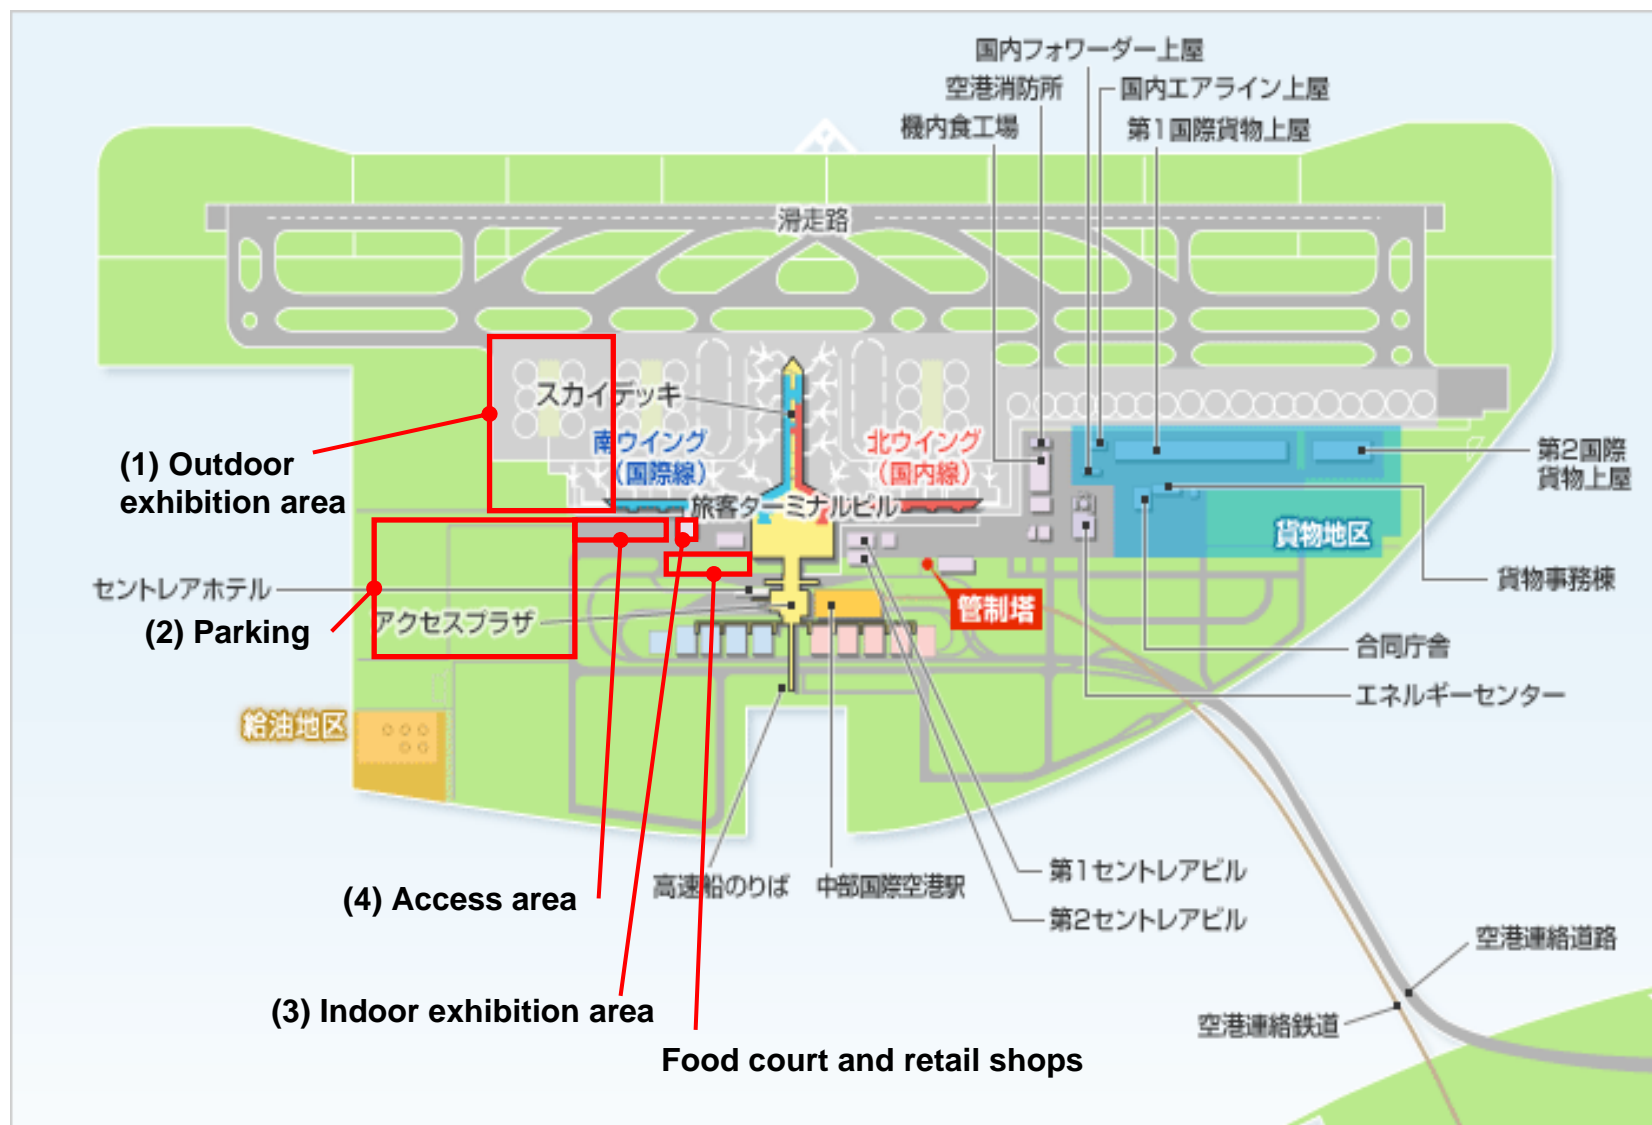 国内フォワーダー上屋
空港消防所
国内エアライン上屋
機内食工場
第1国際貨物上屋
滑走路
スカイデッキ
南ウイング
(国際線)
北ウイング
(国内線)
(1) Outdoor
exhibition area
第2国際
貨物上屋
旅客ターミナルビル
貨物地区
セントレアホテル
貨物事務棟
(2) Parking
アクセスプラザ
管制塔
合同庁舎
エネルギーセンター
給油地区
高速船のりば
中部国際空港駅
第1セントレアビル
(4) Access area
第2セントレアビル
空港連絡道路
(3) Indoor exhibition area
空港連絡鉄道
Food court and retail shops